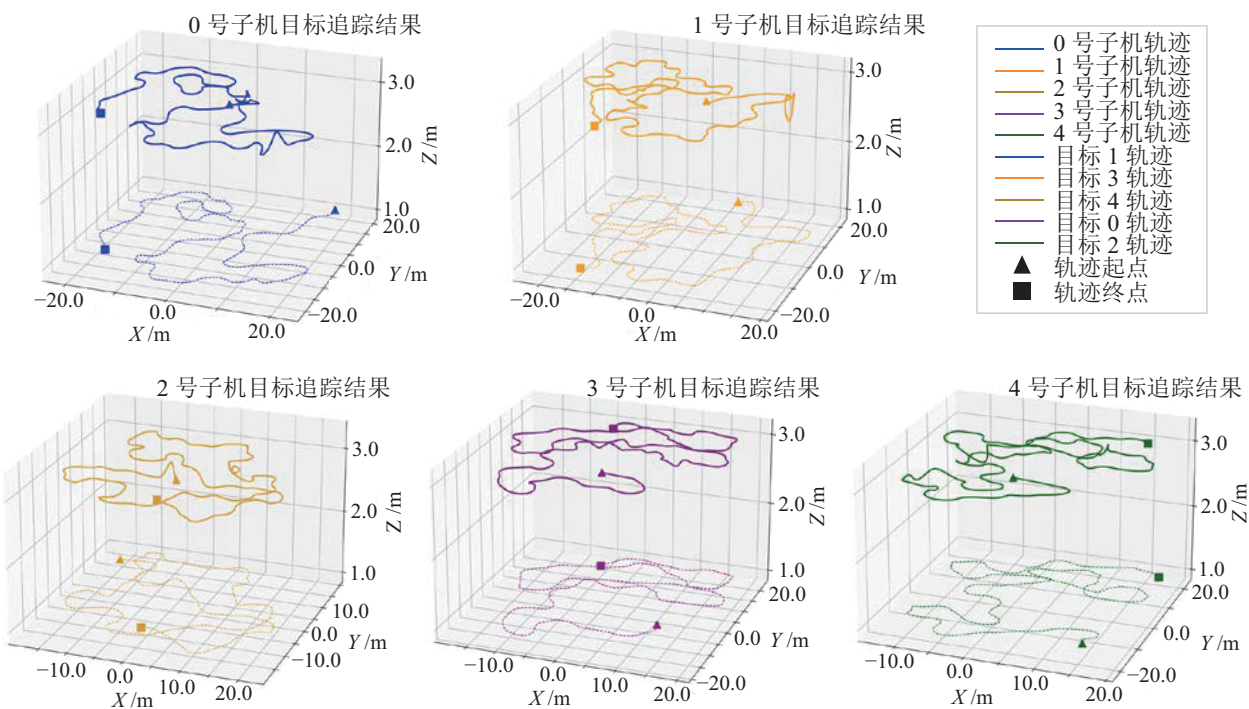 0 号子机目标追踪结果
3.0
2.0
1.0
Z /m
20.0
0.0
−20.0
Y /m
−20.0
0.0
20.0
X /m
1 号子机目标追踪结果
3.0
2.0
1.0
Z /m
20.0
0.0
−20.0
Y /m
−20.0
0.0
20.0
X /m
0 号子机轨迹
1 号子机轨迹
2 号子机轨迹
3 号子机轨迹
4 号子机轨迹
目标 1 轨迹
目标 3 轨迹
目标 4 轨迹
目标 0 轨迹
目标 2 轨迹
轨迹起点
轨迹终点
2 号子机目标追踪结果
3.0
2.0
1.0
Z /m
10.0
0.0
−10.0
Y /m
−10.0
0.0
10.0
20.0
X /m
3 号子机目标追踪结果
3.0
2.0
1.0
Z /m
20.0
0.0
−20.0
Y /m
−10.0
0.0
10.0
20.0
X /m
4 号子机目标追踪结果
3.0
2.0
1.0
Z /m
20.0
0.0
−20.0
Y /m
−10.0
0.0
10.0
20.0
X /m